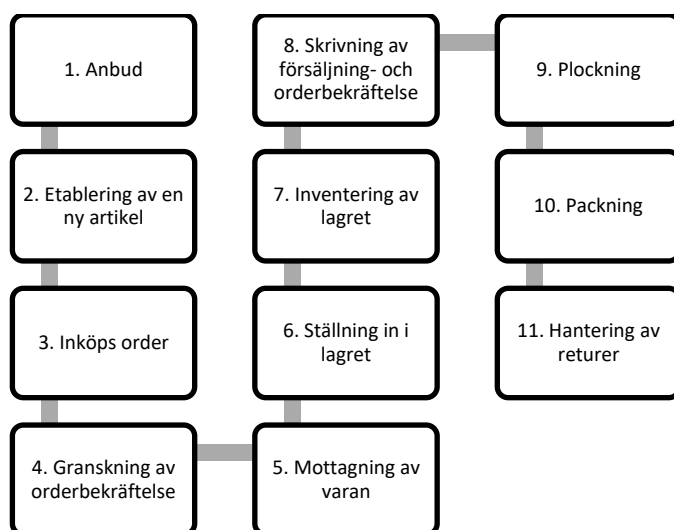 1. Anbud
2. Etablering av en
ny artikel
3. Inköps order
4. Granskning av
orderbekräftelse
5. Mottagning av
varan
6. Ställning in i
lagret
7. Inventering av
lagret
8. Skrivning av
försäljning- och
orderbekräftelse
9. Plockning
10. Packning
11. Hantering av
returer